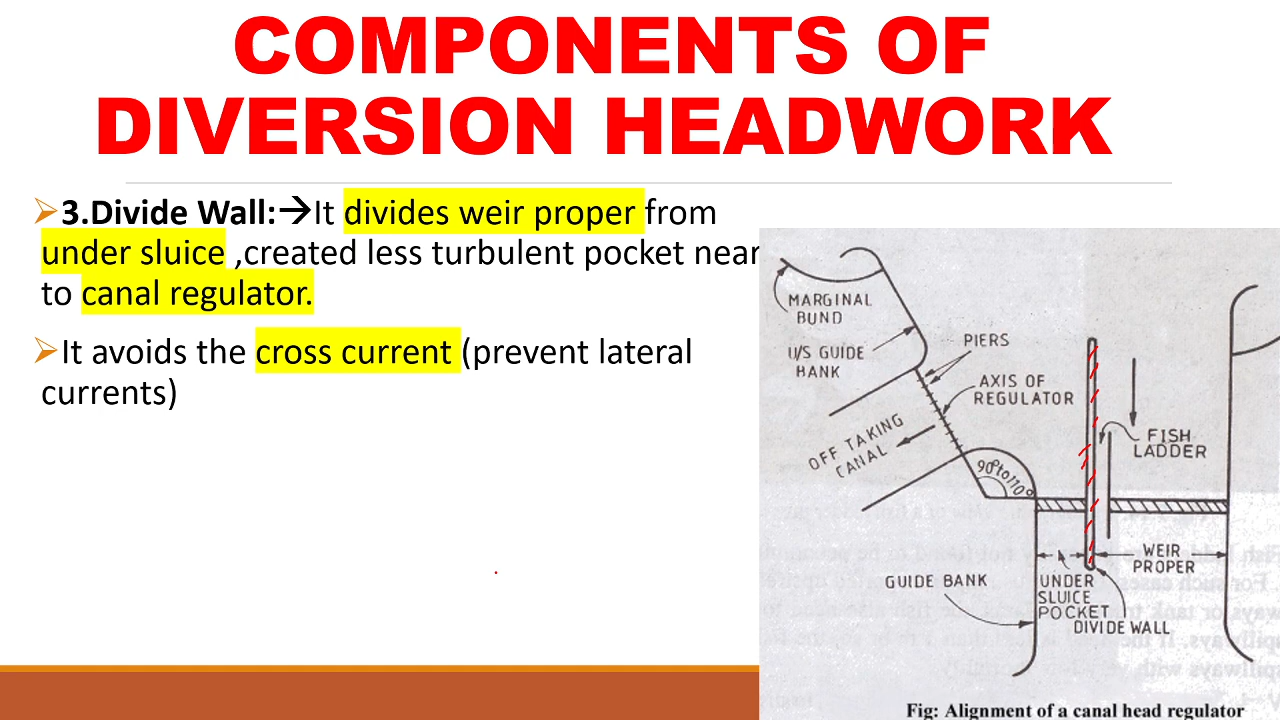 COMPONENTS OF
DIVERSION HEADWORK
➢3.Divide Wall:→It divides weir proper from
under sluice ,created less turbulent pocket near
to canal regulator.
➢It avoids the cross current (prevent lateral
currents)
MARGINAL
BUND
U/S GUIDE
BANK
PIERS
AXIS OF
REGULATOR
OFF TAKING
CANAL
90° to 110°
FISH
LADDER
WEIR
PROPER
GUIDE BANK
UNDER
SLUICE
POCKET
DIVIDE WALL
Fig: Alignment of a canal head regulator